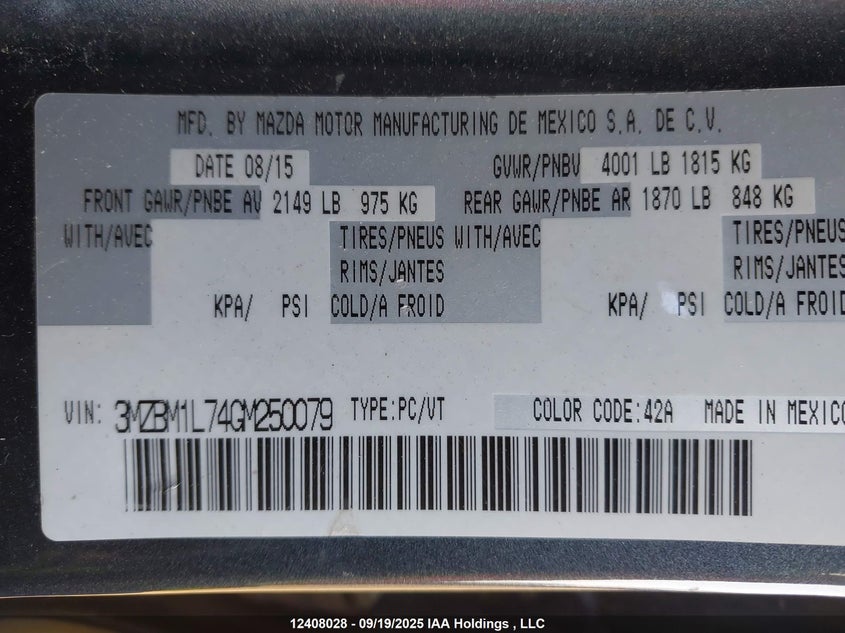 MFD. BY MAZDA MOTOR MANUFACTURING DE MEXICO S.A. DE C.V.
DATE 08/15 GVWR/PNBV 4001 LB 1815 KG
FRONT GAWR/PNBE AV 2149 LB 975 KG REAR GAWR/PNBE AR 1870 LB 848 KG
WITH/AVEC TIRES/PNEUS WITH/AVEC TIRES/PNEUS
RIMS/JANTES RIMS/JANTES
KPA/ PSI COLD/A FROID KPA/ PSI COLD/A FROID
VIN: 3MZBM1L74GM250079 TYPE:PC/VT COLOR CODE:42A MADE IN MEXICO
12408028 - 09/19/2025 IAA Holdings , LLC